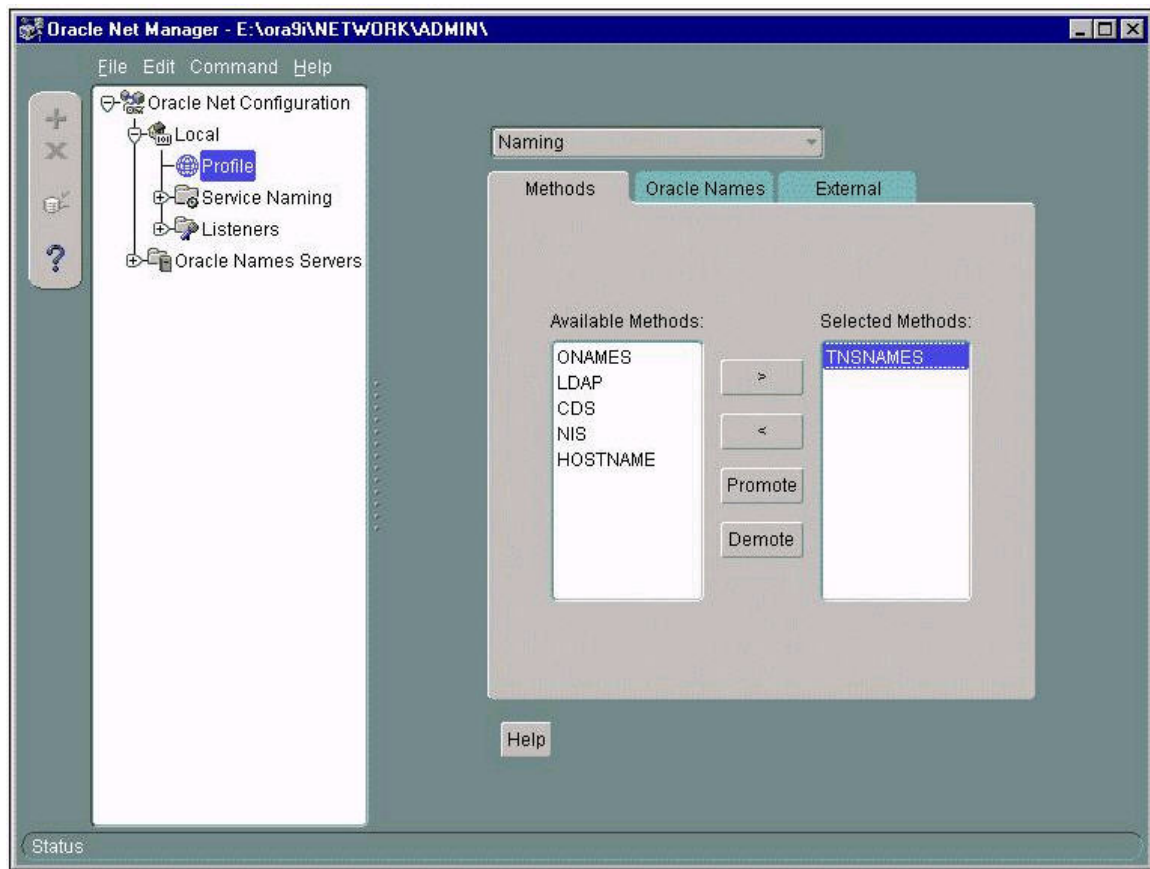 Oracle Net Manager - E:\ora9i\NETWORK\ADMIN\
File Edit Command Help
Oracle Net Configuration
Local
Profile
Service Naming
Listeners
Oracle Names Servers
Naming
Methods Oracle Names External
Available Methods: Selected Methods:
ONAMES
LDAP
CDS
NIS
HOSTNAME
>
<
Promote
Demote
TNSNAMES
Help
Status